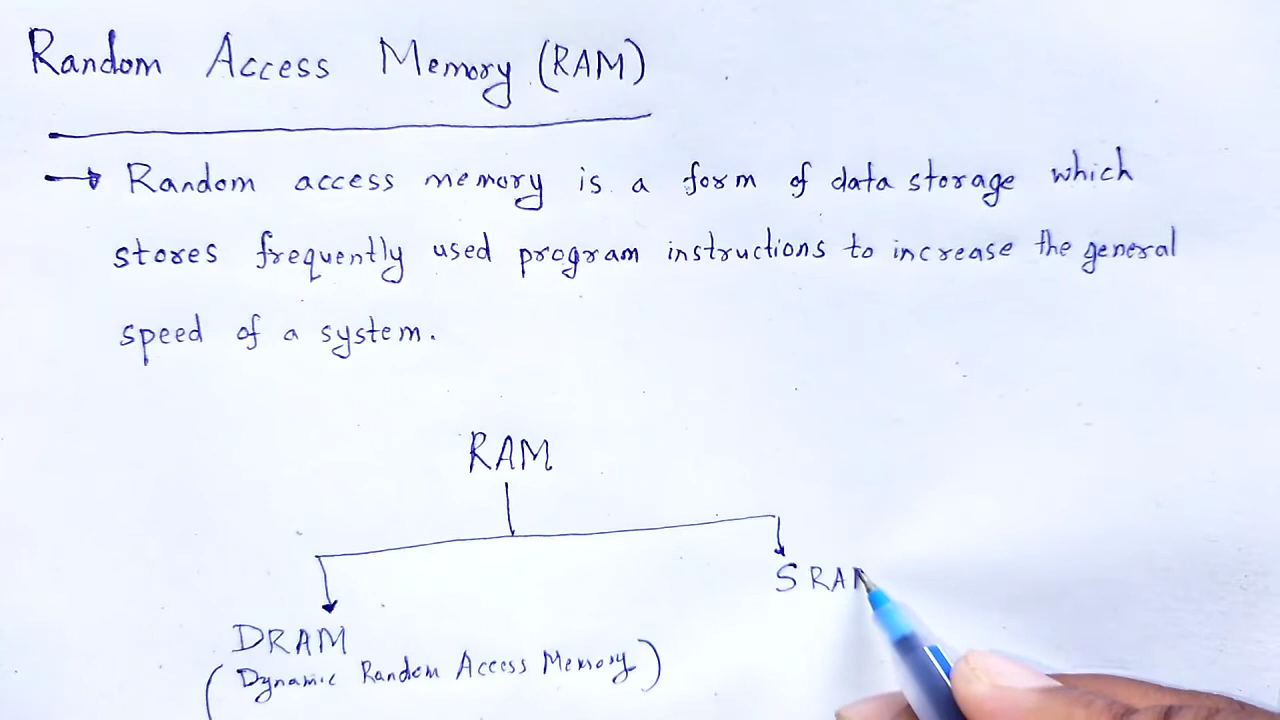 Random Access Memory (RAM)
→ Random access memory is a form of data storage which
stores frequently used program instructions to increase the general
speed of a system.
RAM
SRA
DRAM
(Dynamic Random Access Memory)